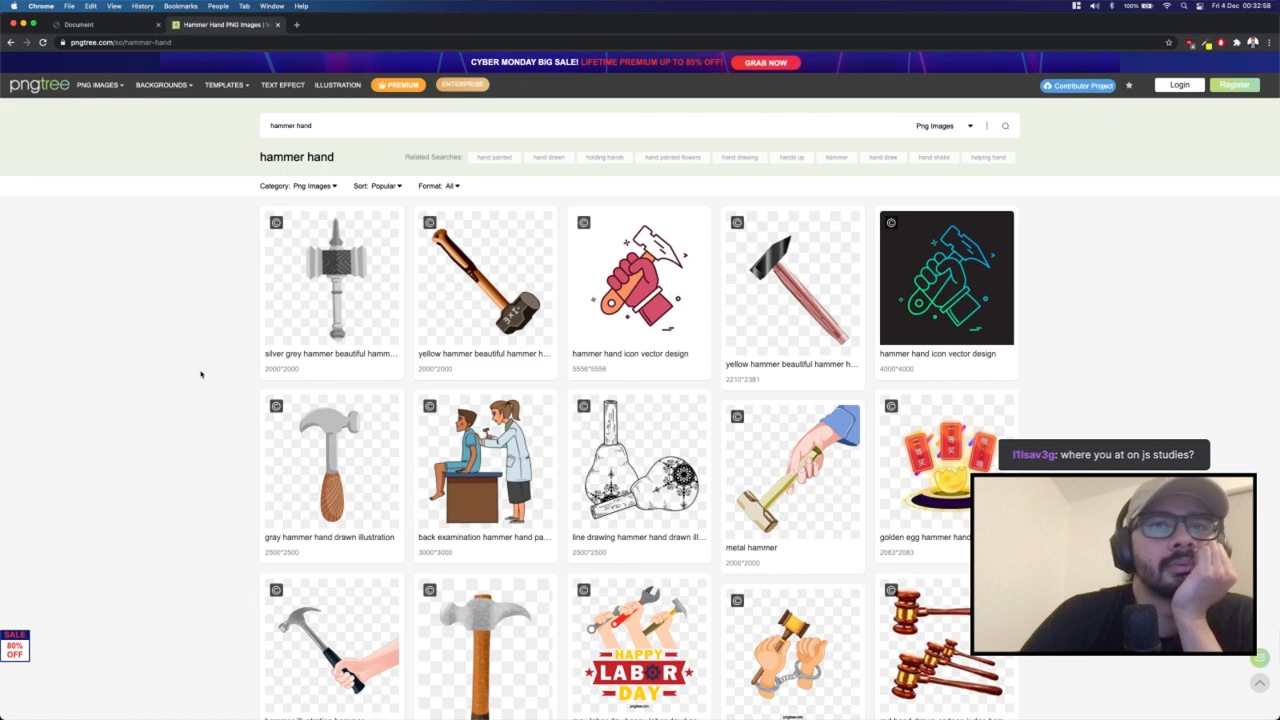 Chrome File Edit View History Bookmarks People Tab Window Help
100% Fri 4 Dec 00:32:58
Document
Hammer Hand PNG Images | V
pngtree.com/so/hammer-hand
CYBER MONDAY BIG SALE! LIFETIME PREMIUM UP TO 85% OFF! GRAB NOW
pngtree PNG IMAGES BACKGROUNDS TEMPLATES TEXT EFFECT ILLUSTRATION PREMIUM ENTERPRISE
Contributor Project Login Register
hammer hand Png Images
hammer hand
Related Searches: hand painted hand drawn holding hands hand painted flowers hand drawing hands up hammer hand draw hand shake helping hand
Category: Png Images Sort: Popular Format: All
silver grey hammer beautiful hamm...
2000*2000
yellow hammer beautiful hammer h...
2000*2000
hammer hand icon vector design
5556*5556
yellow hammer beautiful hammer h...
2210*2381
hammer hand icon vector design
4000*4000
gray hammer hand drawn illustration
2500*2500
back examination hammer hand pa...
3000*3000
line drawing hammer hand drawn ill...
2500*2500
metal hammer
2000*2000
golden egg hammer hand
2083*2083
l1lsav3g: where you at on js studies?
SALE
80%
OFF
HAPPY
LABOR
DAY
pngtree.com
pngtree.com